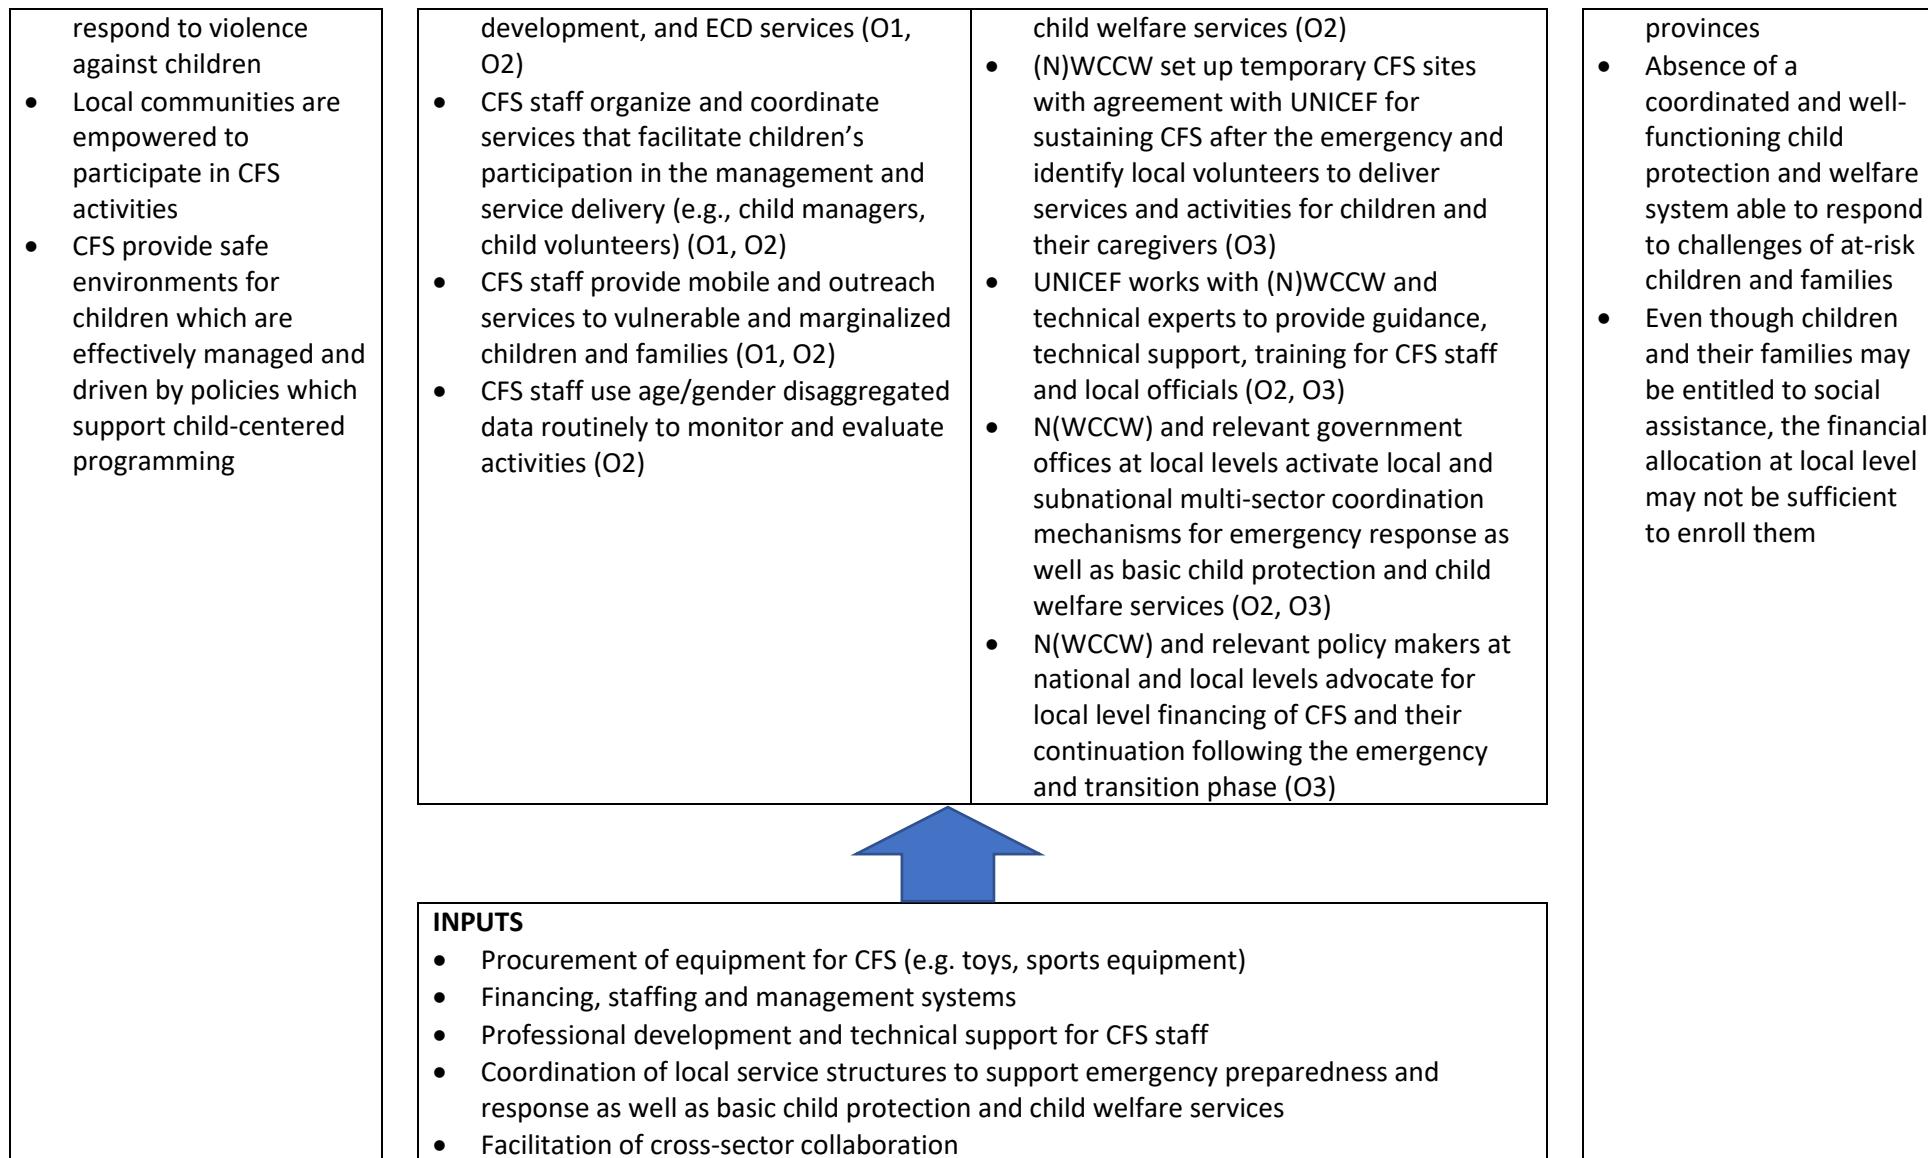 respond to violence
against children
• Local communities are
empowered to
participate in CFS
activities
• CFS provide safe
environments for
children which are
effectively managed and
driven by policies which
support child-centered
programming
development, and ECD services (O1,
O2)
• CFS staff organize and coordinate
services that facilitate children’s
participation in the management and
service delivery (e.g., child managers,
child volunteers) (O1, O2)
• CFS staff provide mobile and outreach
services to vulnerable and marginalized
children and families (O1, O2)
• CFS staff use age/gender disaggregated
data routinely to monitor and evaluate
activities (O2)
child welfare services (O2)
• (N)WCCW set up temporary CFS sites
with agreement with UNICEF for
sustaining CFS after the emergency and
identify local volunteers to deliver
services and activities for children and
their caregivers (O3)
• UNICEF works with (N)WCCW and
technical experts to provide guidance,
technical support, training for CFS staff
and local officials (O2, O3)
• N(WCCW) and relevant government
offices at local levels activate local and
subnational multi-sector coordination
mechanisms for emergency response as
well as basic child protection and child
welfare services (O2, O3)
• N(WCCW) and relevant policy makers at
national and local levels advocate for
local level financing of CFS and their
continuation following the emergency
and transition phase (O3)
provinces
• Absence of a
coordinated and well-
functioning child
protection and welfare
system able to respond
to challenges of at-risk
children and families
• Even though children
and their families may
be entitled to social
assistance, the financial
allocation at local level
may not be sufficient
to enroll them
INPUTS
• Procurement of equipment for CFS (e.g. toys, sports equipment)
• Financing, staffing and management systems
• Professional development and technical support for CFS staff
• Coordination of local service structures to support emergency preparedness and
response as well as basic child protection and child welfare services
• Facilitation of cross-sector collaboration